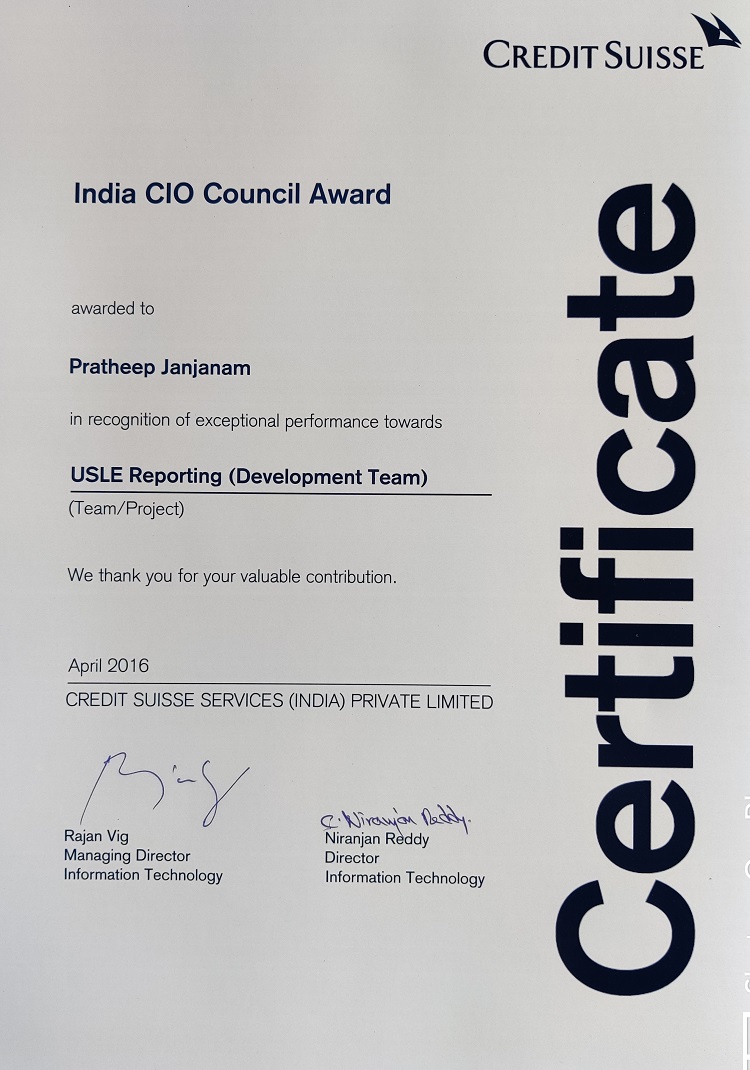 CREDIT SUISSE
India CIO Council Award
awarded to
Pratheep Janjanam
in recognition of exceptional performance towards
USLE Reporting (Development Team)
(Team/Project)
We thank you for your valuable contribution.
April 2016
CREDIT SUISSE SERVICES (INDIA) PRIVATE LIMITED
C. Niranjan Reddy.
Rajan Vig
Managing Director
Information Technology
Niranjan Reddy
Director
Information Technology
Certificate